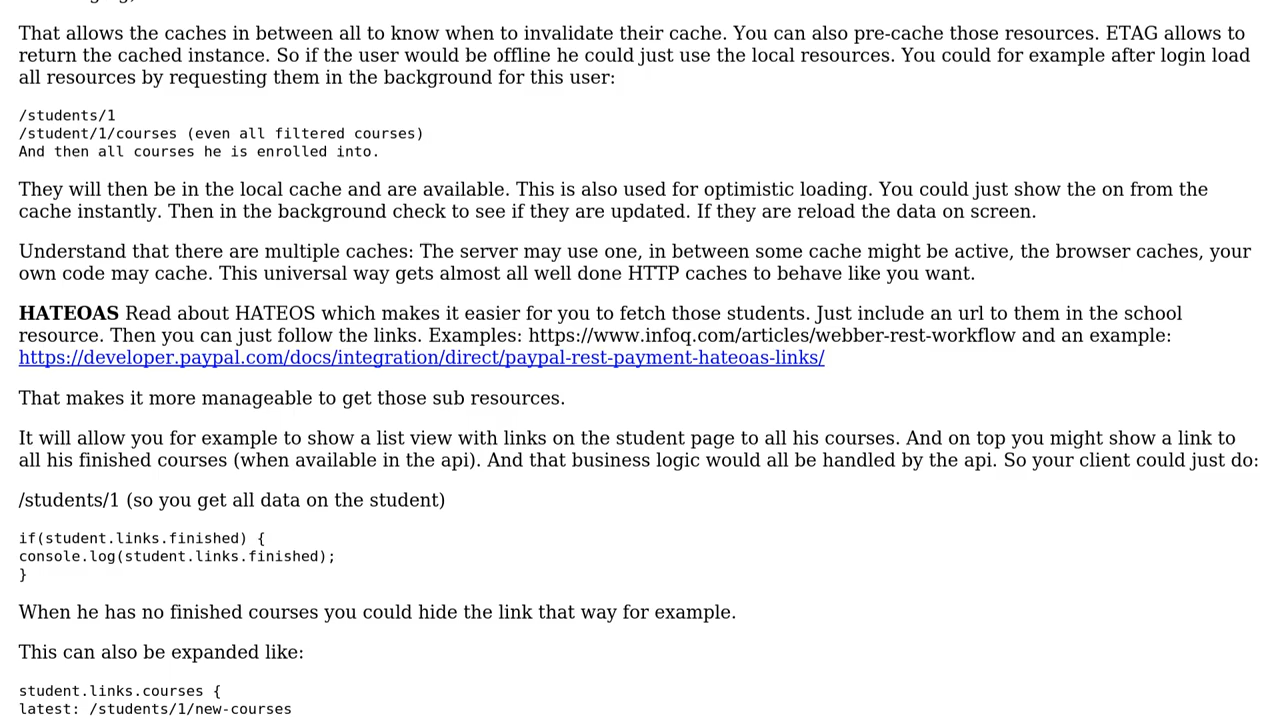 That allows the caches in between all to know when to invalidate their cache. You can also pre-cache those resources. ETAG allows to
return the cached instance. So if the user would be offline he could just use the local resources. You could for example after login load
all resources by requesting them in the background for this user:
/students/1
/student/1/courses (even all filtered courses)
And then all courses he is enrolled into.
They will then be in the local cache and are available. This is also used for optimistic loading. You could just show the on from the
cache instantly. Then in the background check to see if they are updated. If they are reload the data on screen.
Understand that there are multiple caches: The server may use one, in between some cache might be active, the browser caches, your
own code may cache. This universal way gets almost all well done HTTP caches to behave like you want.
HATEOAS Read about HATEOS which makes it easier for you to fetch those students. Just include an url to them in the school
resource. Then you can just follow the links. Examples: https://www.infoq.com/articles/webber-rest-workflow and an example:
https://developer.paypal.com/docs/integration/direct/paypal-rest-payment-hateoas-links/
That makes it more manageable to get those sub resources.
It will allow you for example to show a list view with links on the student page to all his courses. And on top you might show a link to
all his finished courses (when available in the api). And that business logic would all be handled by the api. So your client could just do:
/students/1 (so you get all data on the student)
if(student.links.finished) {
console.log(student.links.finished);
}
When he has no finished courses you could hide the link that way for example.
This can also be expanded like:
student.links.courses {
latest: /students/1/new-courses